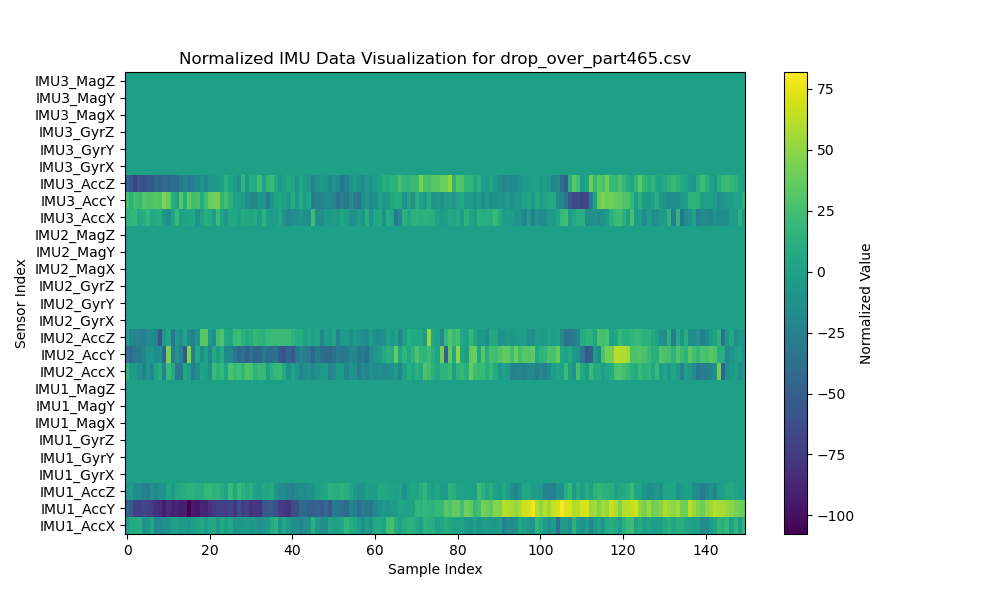 Normalized IMU Data Visualization for drop_over_part465.csv
Sensor Index
IMU3_MagZ
IMU3_MagY
IMU3_MagX
IMU3_GyrZ
IMU3_GyrY
IMU3_GyrX
IMU3_AccZ
IMU3_AccY
IMU3_AccX
IMU2_MagZ
IMU2_MagY
IMU2_MagX
IMU2_GyrZ
IMU2_GyrY
IMU2_GyrX
IMU2_AccZ
IMU2_AccY
IMU2_AccX
IMU1_MagZ
IMU1_MagY
IMU1_MagX
IMU1_GyrZ
IMU1_GyrY
IMU1_GyrX
IMU1_AccZ
IMU1_AccY
IMU1_AccX
0 20 40 60 80 100 120 140
Sample Index
75
50
25
0
−25
−50
−75
−100
Normalized Value